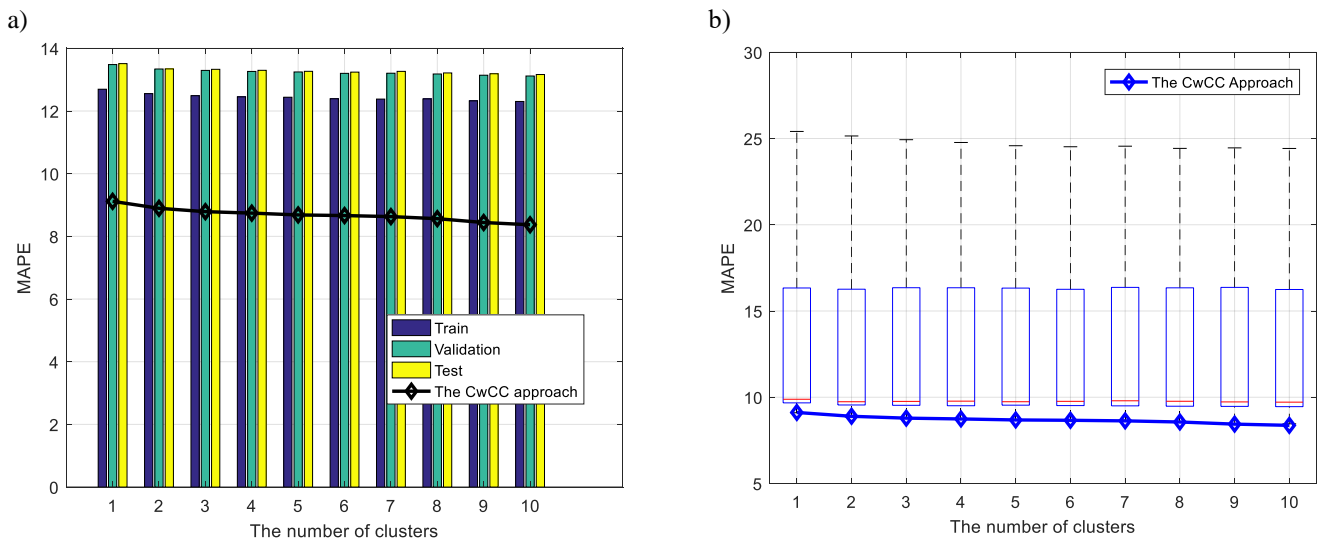 a)
14
12
10
8
6
4
2
0
MAPE
1 2 3 4 5 6 7 8 9 10
The number of clusters
Train
Validation
Test
The CwCC approach
b)
30
25
20
15
10
5
MAPE
1 2 3 4 5 6 7 8 9 10
The number of clusters
The CwCC Approach